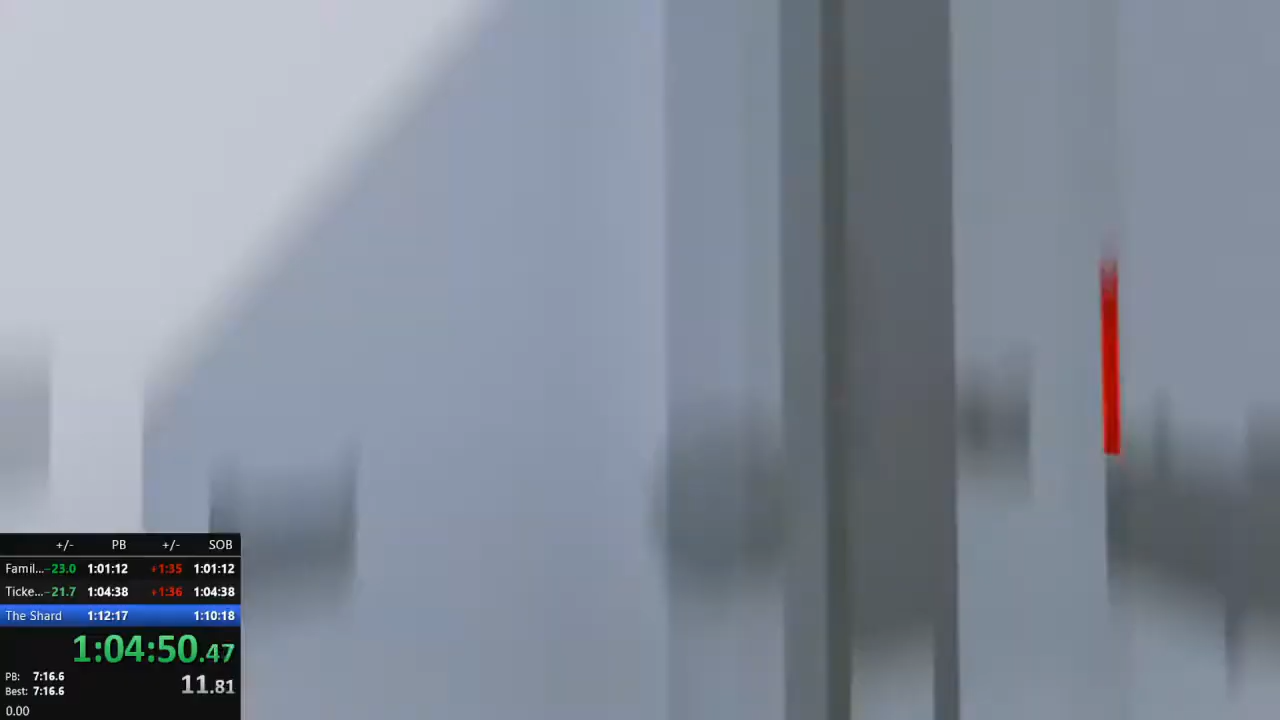 +/- PB +/- SOB
Famil... -23.0 1:01:12 +1:35 1:01:12
Ticke... -21.7 1:04:38 +1:36 1:04:38
The Shard 1:12:17 1:10:18
1:04:50.47
PB: 7:16.6
Best: 7:16.6
11.81
0.00